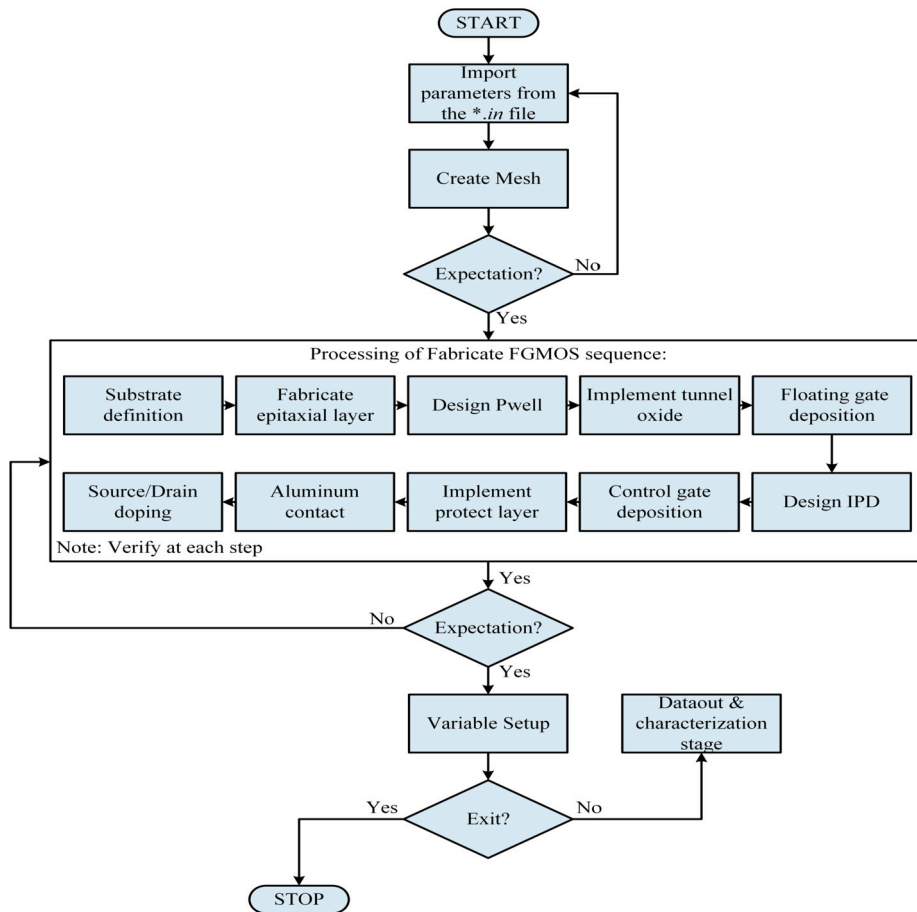 START
Import
parameters from
the *.in file
Create Mesh
Expectation?
No
Yes
Processing of Fabricate FGMOS sequence:
Substrate
definition
Fabricate
epitaxial layer
Design Pwell
Implement tunnel
oxide
Floating gate
deposition
Source/Drain
doping
Aluminum
contact
Implement
protect layer
Control gate
deposition
Design IPD
Note: Verify at each step
Yes
No
Expectation?
Yes
Variable Setup
Dataout &
characterization
stage
Yes
Exit?
No
STOP